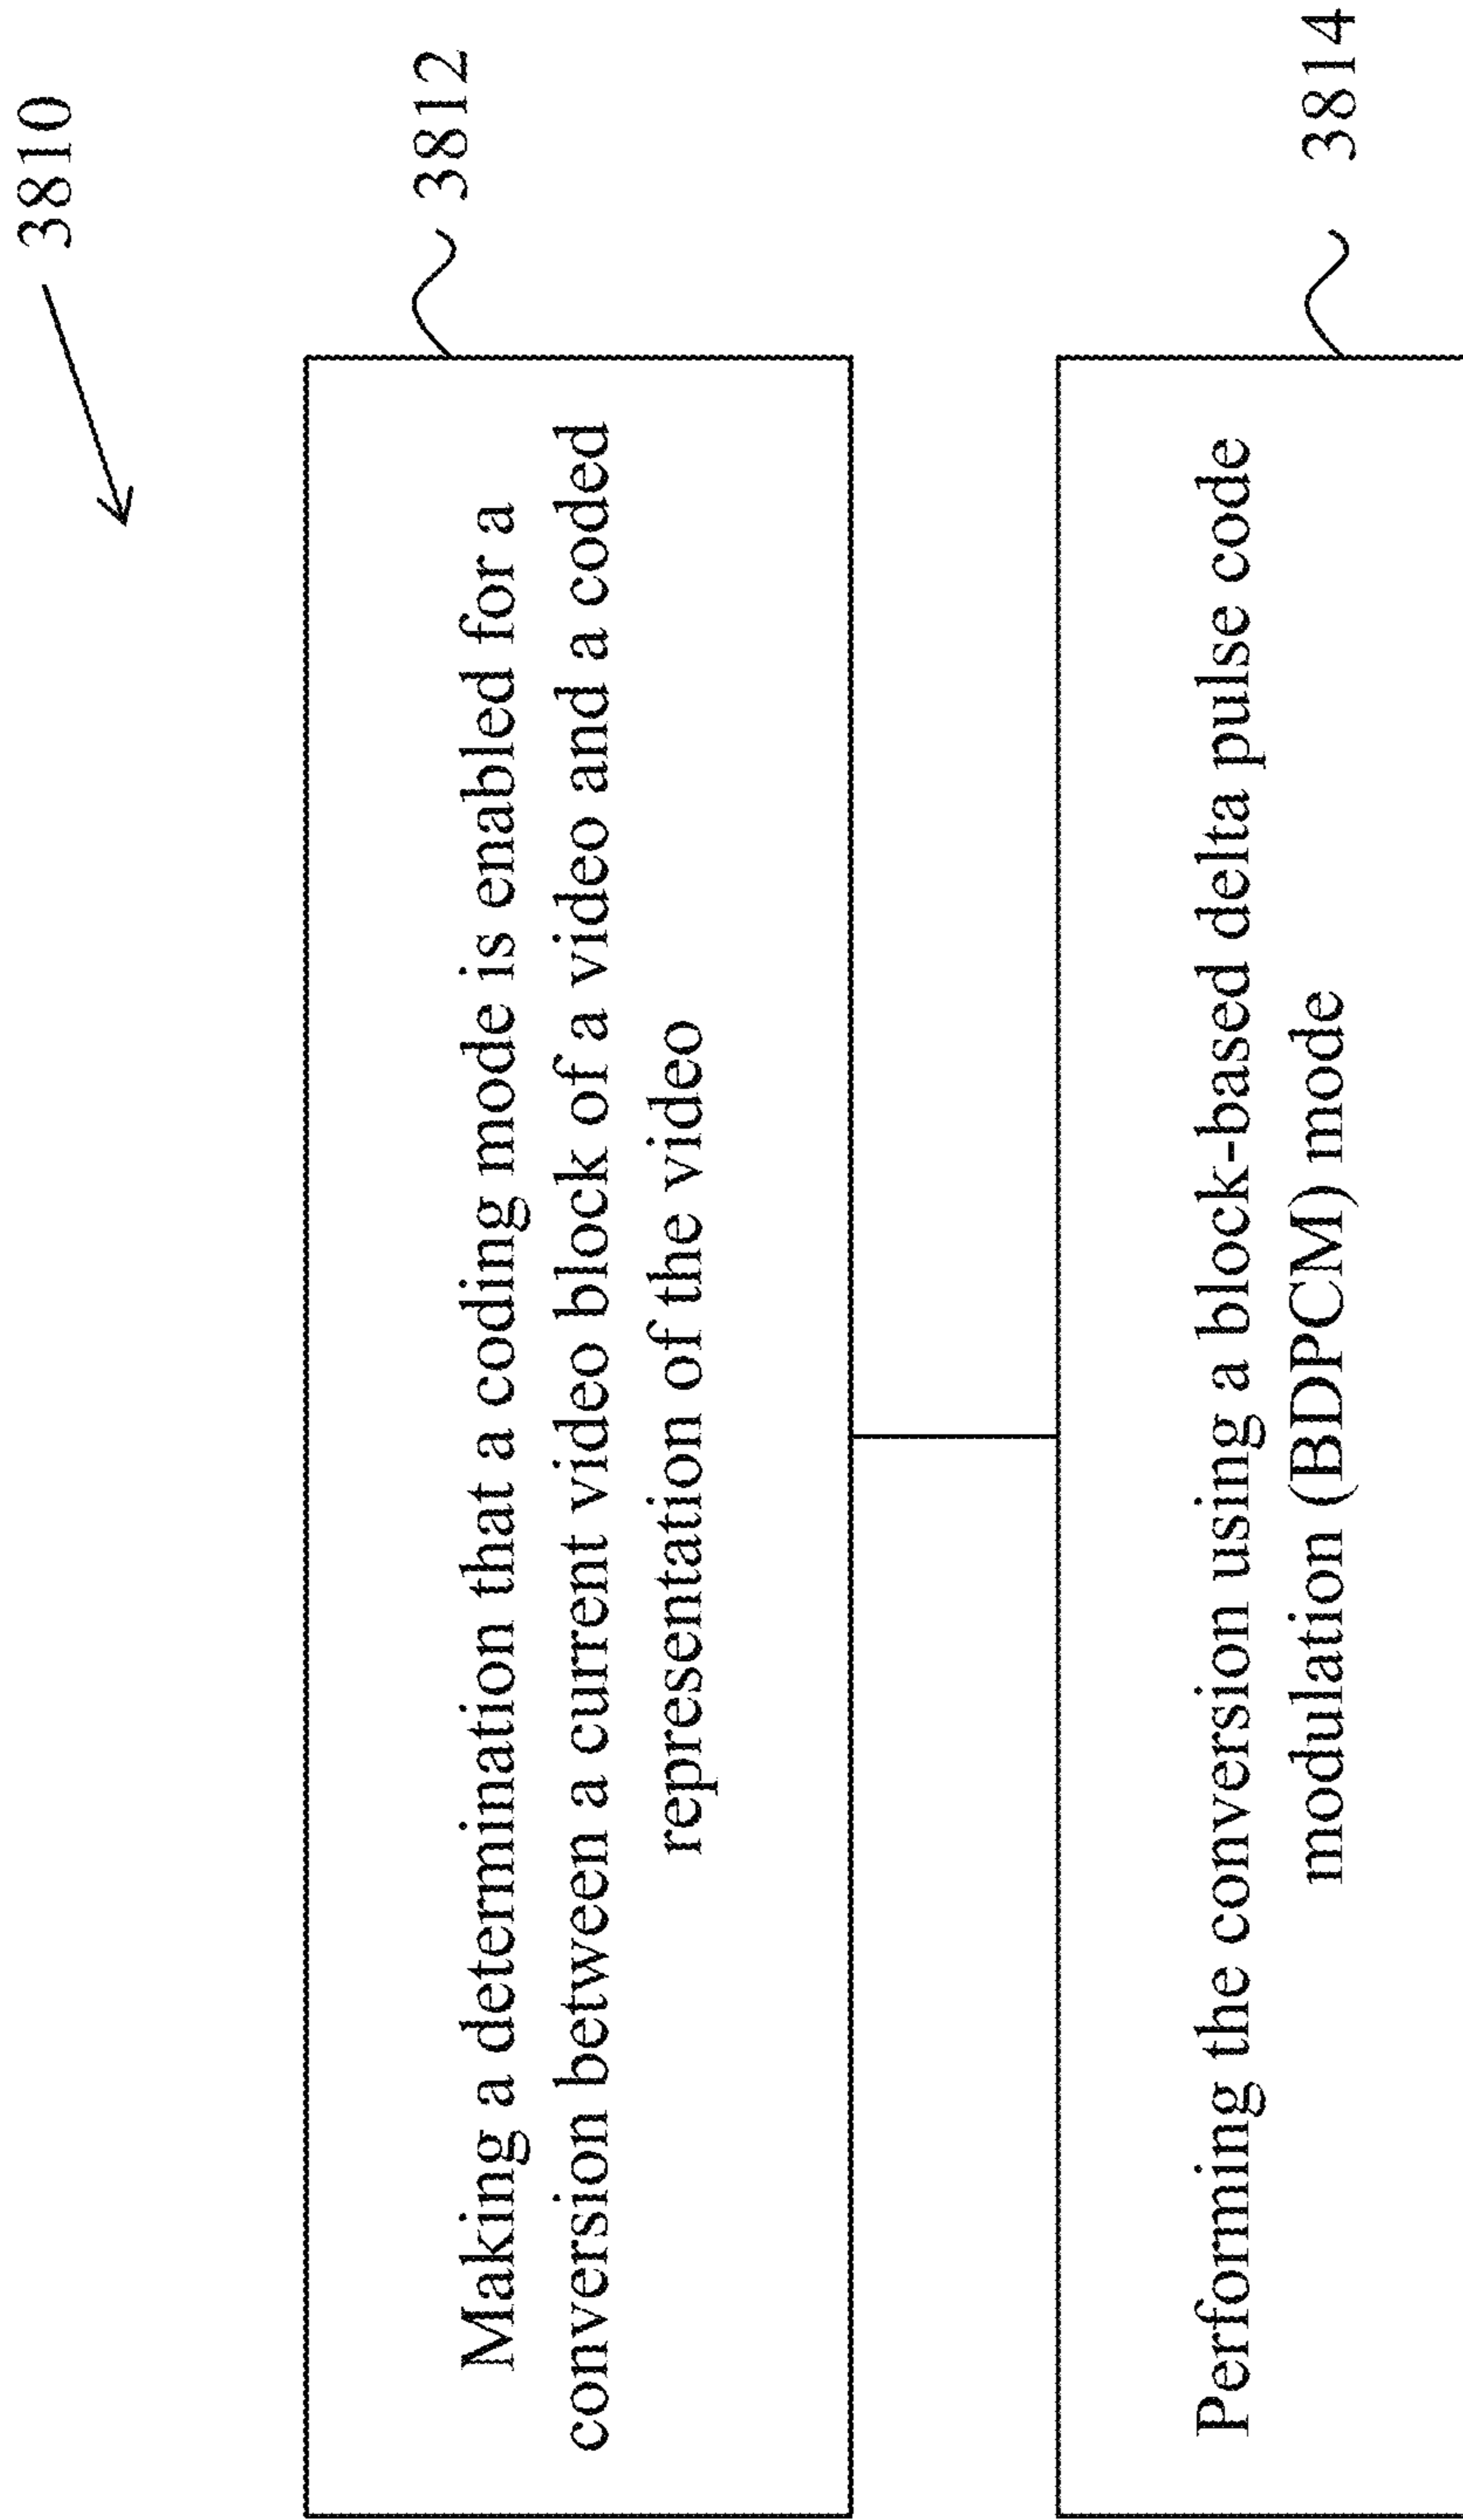 3810
Making a determination that a coding mode is enabled for a
conversion between a current video block of a video and a coded
representation of the video
3812
Performing the conversion using a block-based delta pulse code
modulation (BDPCM) mode
3814